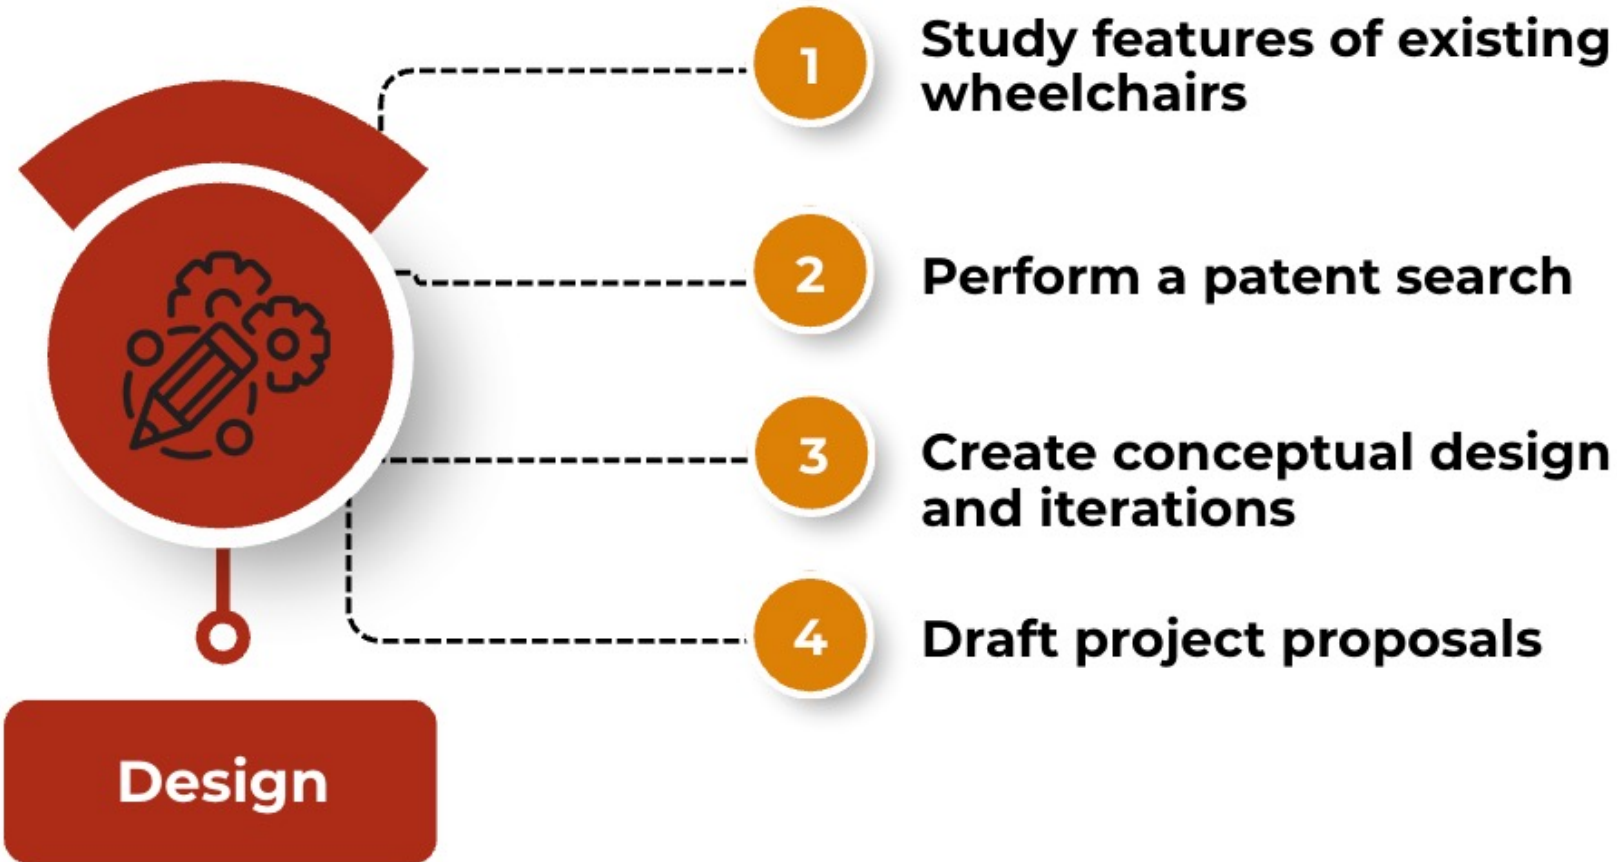 1
Study features of existing
wheelchairs
2
Perform a patent search
3
Create conceptual design
and iterations
4
Draft project proposals
Design